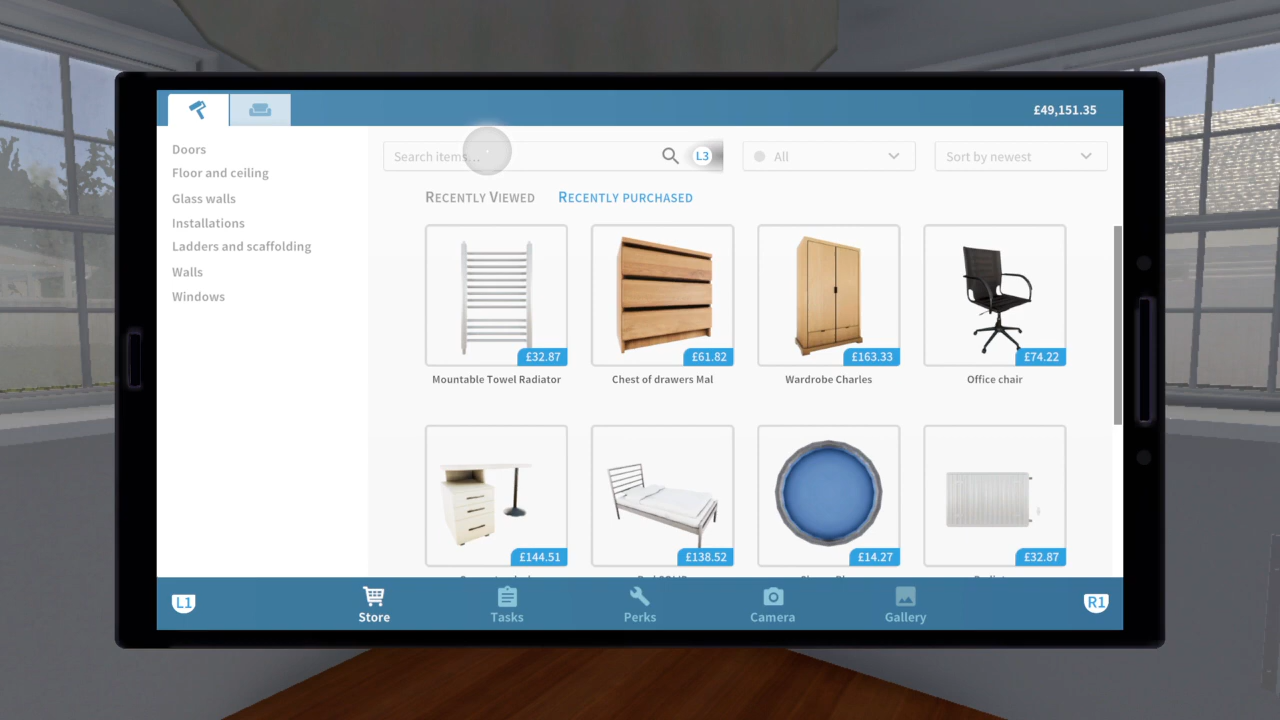 £49,151.35
Doors
Floor and ceiling
Glass walls
Installations
Ladders and scaffolding
Walls
Windows
Search items...
L3
All
Sort by newest
Recently Viewed
Recently purchased
£32.87
£61.82
£163.33
£74.22
Mountable Towel Radiator
Chest of drawers Mal
Wardrobe Charles
Office chair
£144.51
£138.52
£14.27
£32.87
L1
Store
Tasks
Perks
Camera
Gallery
R1